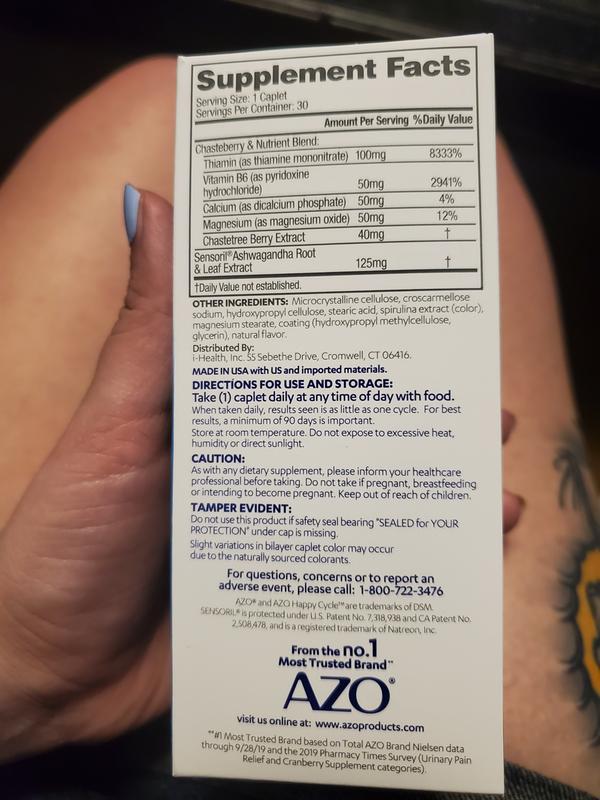 Supplement Facts
Serving Size: 1 Caplet
Servings Per Container: 30
Amount Per Serving %Daily Value
Chasteberry & Nutrient Blend:
Thiamin (as thiamine mononitrate) 100mg 8333%
Vitamin B6 (as pyridoxine
hydrochloride) 50mg 2941%
Calcium (as dicalcium phosphate) 50mg 4%
Magnesium (as magnesium oxide) 50mg 12%
Chastetree Berry Extract 40mg †
Sensoril® Ashwagandha Root
& Leaf Extract 125mg †
†Daily Value not established.
OTHER INGREDIENTS: Microcrystalline cellulose, croscarmellose
sodium, hydroxypropyl cellulose, stearic acid, spirulina extract (color),
magnesium stearate, coating (hydroxypropyl methylcellulose,
glycerin), natural flavor.
Distributed By:
i-Health, Inc. 55 Sebethe Drive, Cromwell, CT 06416.
MADE IN USA with US and imported materials.
DIRECTIONS FOR USE AND STORAGE:
Take (1) caplet daily at any time of day with food.
When taken daily, results seen is as little as one cycle. For best
results, a minimum of 90 days is important.
Store at room temperature. Do not expose to excessive heat,
humidity or direct sunlight.
CAUTION:
As with any dietary supplement, please inform your healthcare
professional before taking. Do not take if pregnant, breastfeeding
or intending to become pregnant. Keep out of reach of children.
TAMPER EVIDENT:
Do not use this product if safety seal bearing "SEALED for YOUR
PROTECTION" under cap is missing.
Slight variations in bilayer caplet color may occur
due to the naturally sourced colorants.
For questions, concerns or to report an
adverse event, please call: 1-800-722-3476
AZO® and AZO Happy Cycle™ are trademarks of DSM.
SENSORIL® is protected under U.S. Patent No. 7,318,938 and CA Patent No.
2,508,478, and is a registered trademark of Natreon, Inc.
From the no.1
Most Trusted Brand**
AZO®
visit us online at: www.azoproducts.com
**#1 Most Trusted Brand based on Total AZO Brand Nielsen data
through 9/28/19 and the 2019 Pharmacy Times Survey (Urinary Pain
Relief and Cranberry Supplement categories).